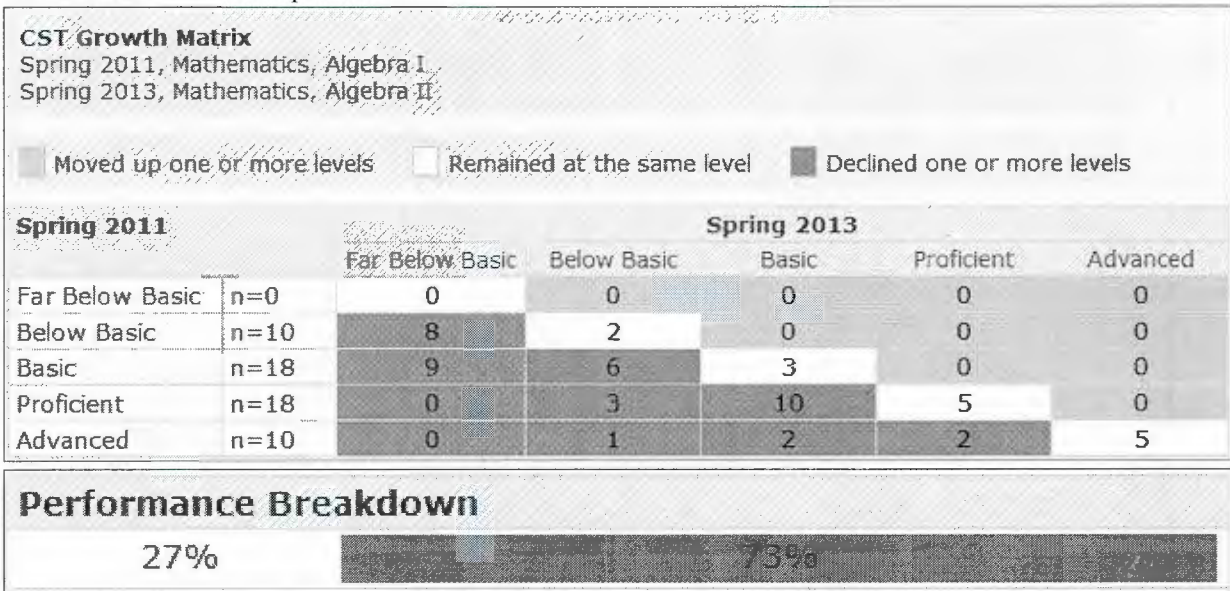 CST Growth Matrix
Spring 2011, Mathematics, Algebra I
Spring 2013, Mathematics, Algebra II
Moved up one or more levels Remained at the same level Declined one or more levels
Spring 2011 Spring 2013
Far Below Basic Below Basic Basic Proficient Advanced
Far Below Basic n=0 0 0 0 0 0
Below Basic n=10 8 2 0 0 0
Basic n=18 9 6 3 0 0
Proficient n=18 0 3 10 5 0
Advanced n=10 0 1 2 2 5
Performance Breakdown
27% 73%